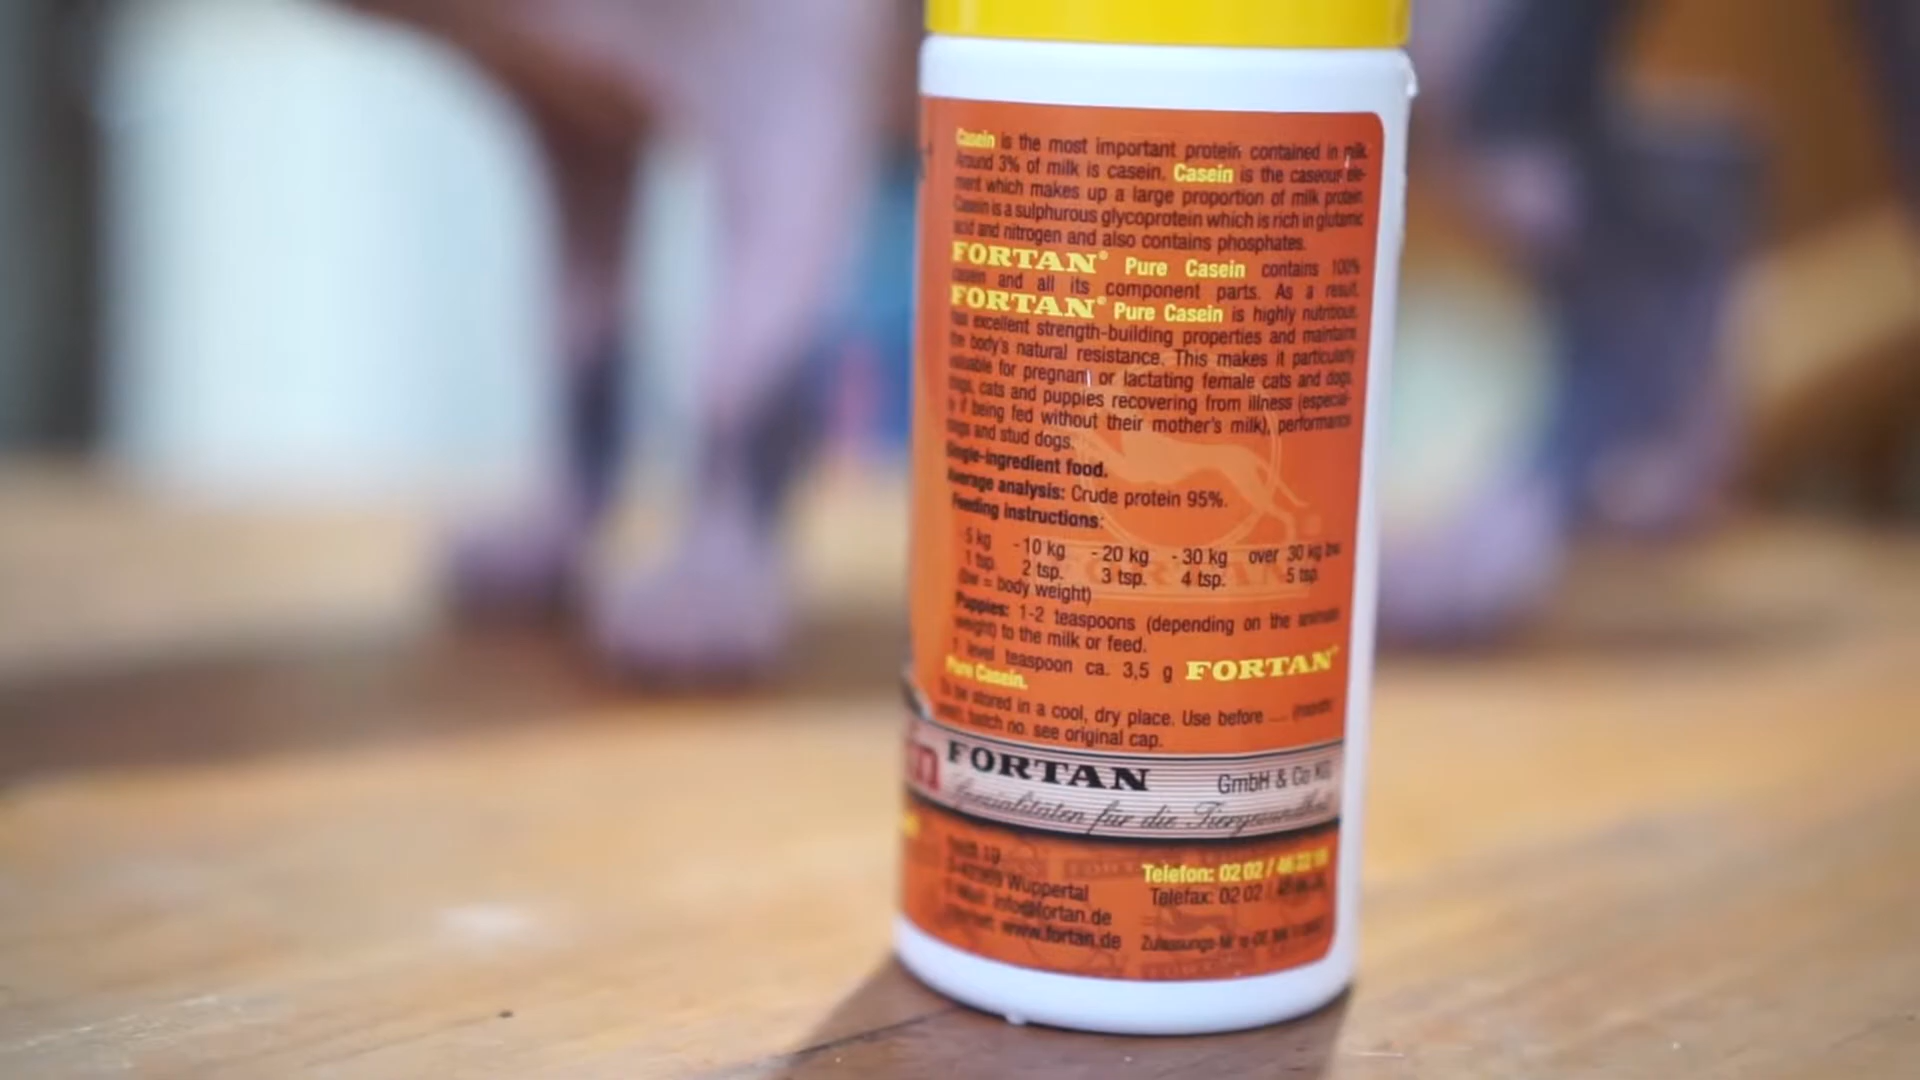 Casein is the most important protein contained in milk.
Around 3% of milk is casein. Casein is the caseous ele-
ment which makes up a large proportion of milk protein.
Casein is a sulphurous glycoprotein which is rich in glutamic
acid and nitrogen and also contains phosphates.
FORTAN® Pure Casein contains 100%
casein and all its component parts. As a result,
FORTAN® Pure Casein is highly nutritious,
has excellent strength-building properties and maintains
the body's natural resistance. This makes it particularly
valuable for pregnant or lactating female cats and dogs,
dogs, cats and puppies recovering from illness (especial-
ly if being fed without their mother's milk), performance
dogs and stud dogs.
Single-ingredient food.
Average analysis: Crude protein 95%.
Feeding instructions:
- 5 kg - 10 kg - 20 kg - 30 kg over 30 kg bw
1 tsp. 2 tsp. 3 tsp. 4 tsp. 5 tsp.
(bw = body weight)
Puppies: 1-2 teaspoons (depending on the animals
weight) to the milk or feed.
1 level teaspoon ca. 3,5 g FORTAN®
Pure Casein.
To be stored in a cool, dry place. Use before .... (month/
year), batch no. see original cap.
in FORTAN GmbH & Co KG
Spezialitäten für die Tiergesundheit
Wuppertal
info@fortan.de
www.fortan.de
Telefon: 02 02 /
Telefax: 02 02 /
Zulassungs-Nr